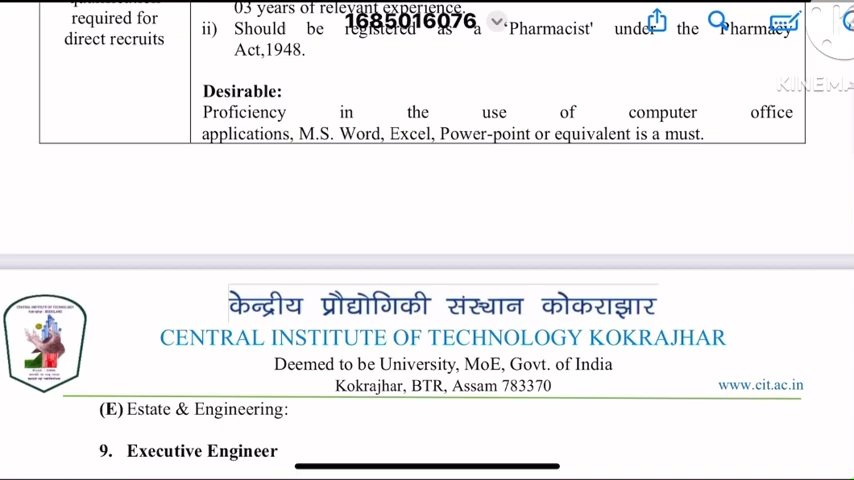 qualification
required for
direct recruits
03 years of relevant experience.
1685016076
ii) Should be registered as a 'Pharmacist' under the Pharmacy
Act,1948.
KINEMA
Desirable:
Proficiency in the use of computer office
applications, M.S. Word, Excel, Power-point or equivalent is a must.
केन्द्रीय प्रौद्योगिकी संस्थान कोकराझार
CENTRAL INSTITUTE OF TECHNOLOGY KOKRAJHAR
Deemed to be University, MoE, Govt. of India
Kokrajhar, BTR, Assam 783370
www.cit.ac.in
(E) Estate & Engineering:
9. Executive Engineer